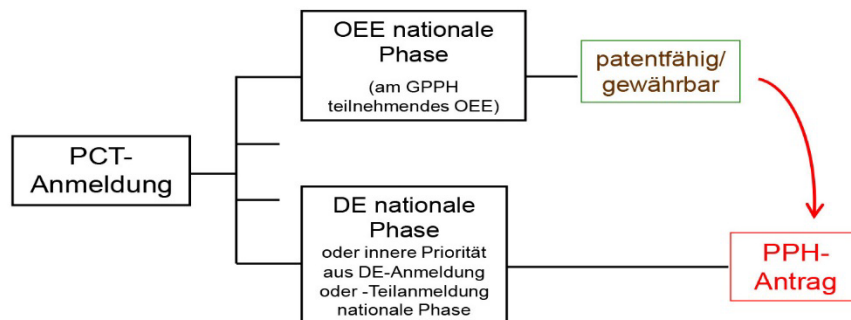 OEE nationale
Phase
(am GPPH
teilnehmendes OEE)
patentfähig/
gewährbar
PCT-
Anmeldung
DE nationale
Phase
oder innere Priorität
aus DE-Anmeldung
oder -Teilanmeldung
nationale Phase
PPH-
Antrag